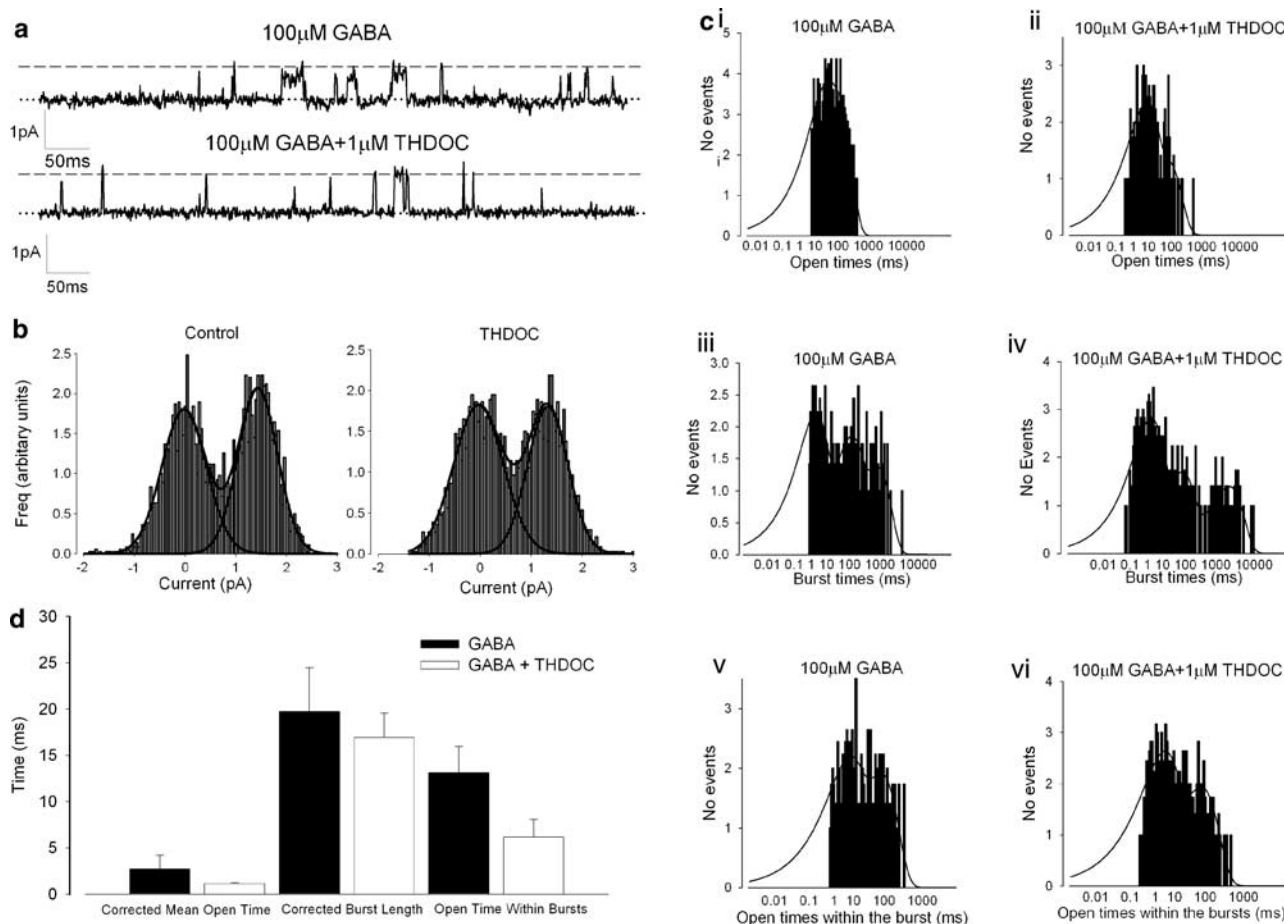 a
100μM GABA
1pA
50ms
100μM GABA+1μM THDOC
1pA
50ms
b
Control
THDOC
Freq (arbitary units)
2.5
2.0
1.5
1.0
0.5
0.0
-2 -1 0 1 2 3
Current (pA)
2.5
2.0
1.5
1.0
0.5
0.0
-2 -1 0 1 2 3
Current (pA)
c
i
100μM GABA
No events
5
4
3
2
1
0
i
0.01 0.1 1 10 100 1000 10000
Open times (ms)
ii
100μM GABA+1μM THDOC
No events
3
2
1
0
0.01 0.1 1 10 100 1000 10000
Open times (ms)
iii
100μM GABA
No events
3.0
2.5
2.0
1.5
1.0
0.5
0.0
0.01 0.1 1 10 100 1000 10000
Burst times (ms)
iv
100μM GABA+1μM THDOC
No Events
4
3
2
1
0
0.01 0.1 1 10 100 1000 10000
Burst times (ms)
v
100μM GABA
No events
3
2
1
0
0.01 0.1 1 10 100 1000
Open times within the burst (ms)
vi
100μM GABA+1μM THDOC
No events
4
3
2
1
0
0.01 0.1 1 10 100 1000 ms
Open times within the bursts (ms)
d
Time (ms)
30
25
20
15
10
5
0
GABA
GABA + THDOC
Corrected Mean Open Time
Corrected Burst Length
Open Time Within Bursts